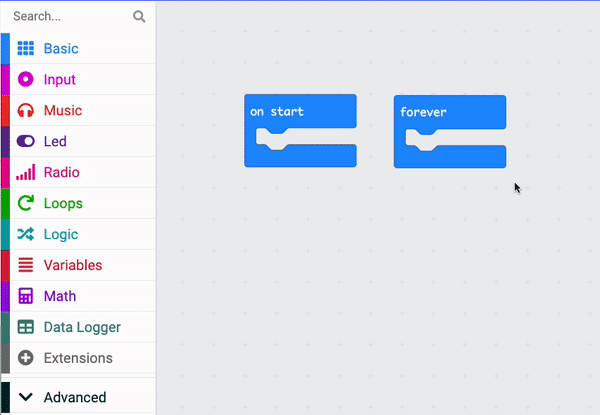 Search...
Basic
Input
Music
Led
Radio
Loops
Logic
Variables
Math
Data Logger
Extensions
Advanced
on start
forever